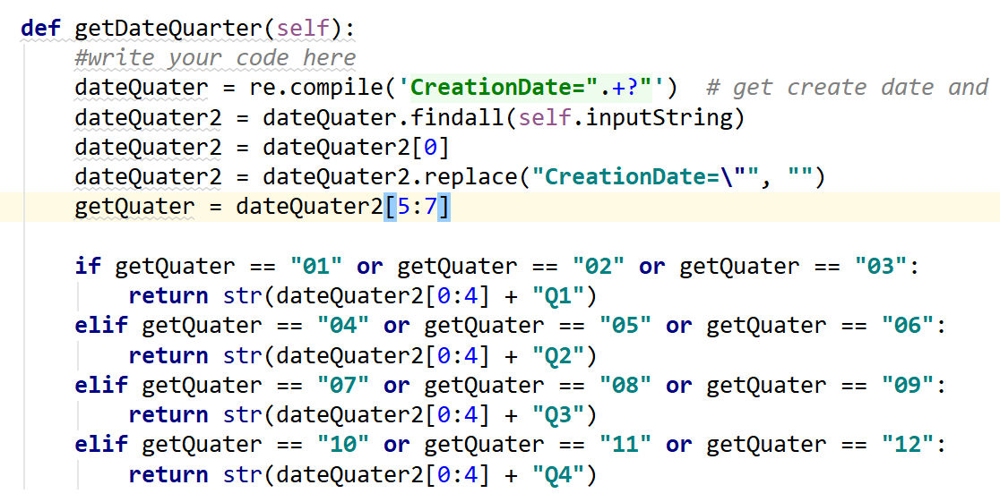 def getDateQuarter(self):
    #write your code here
    dateQuater = re.compile('CreationDate=".+?"')  # get create date and
    dateQuater2 = dateQuater.findall(self.inputString)
    dateQuater2 = dateQuater2[0]
    dateQuater2 = dateQuater2.replace("CreationDate=\"", "")
    getQuater = dateQuater2[5:7]

    if getQuater == "01" or getQuater == "02" or getQuater == "03":
        return str(dateQuater2[0:4] + "Q1")
    elif getQuater == "04" or getQuater == "05" or getQuater == "06":
        return str(dateQuater2[0:4] + "Q2")
    elif getQuater == "07" or getQuater == "08" or getQuater == "09":
        return str(dateQuater2[0:4] + "Q3")
    elif getQuater == "10" or getQuater == "11" or getQuater == "12":
        return str(dateQuater2[0:4] + "Q4")